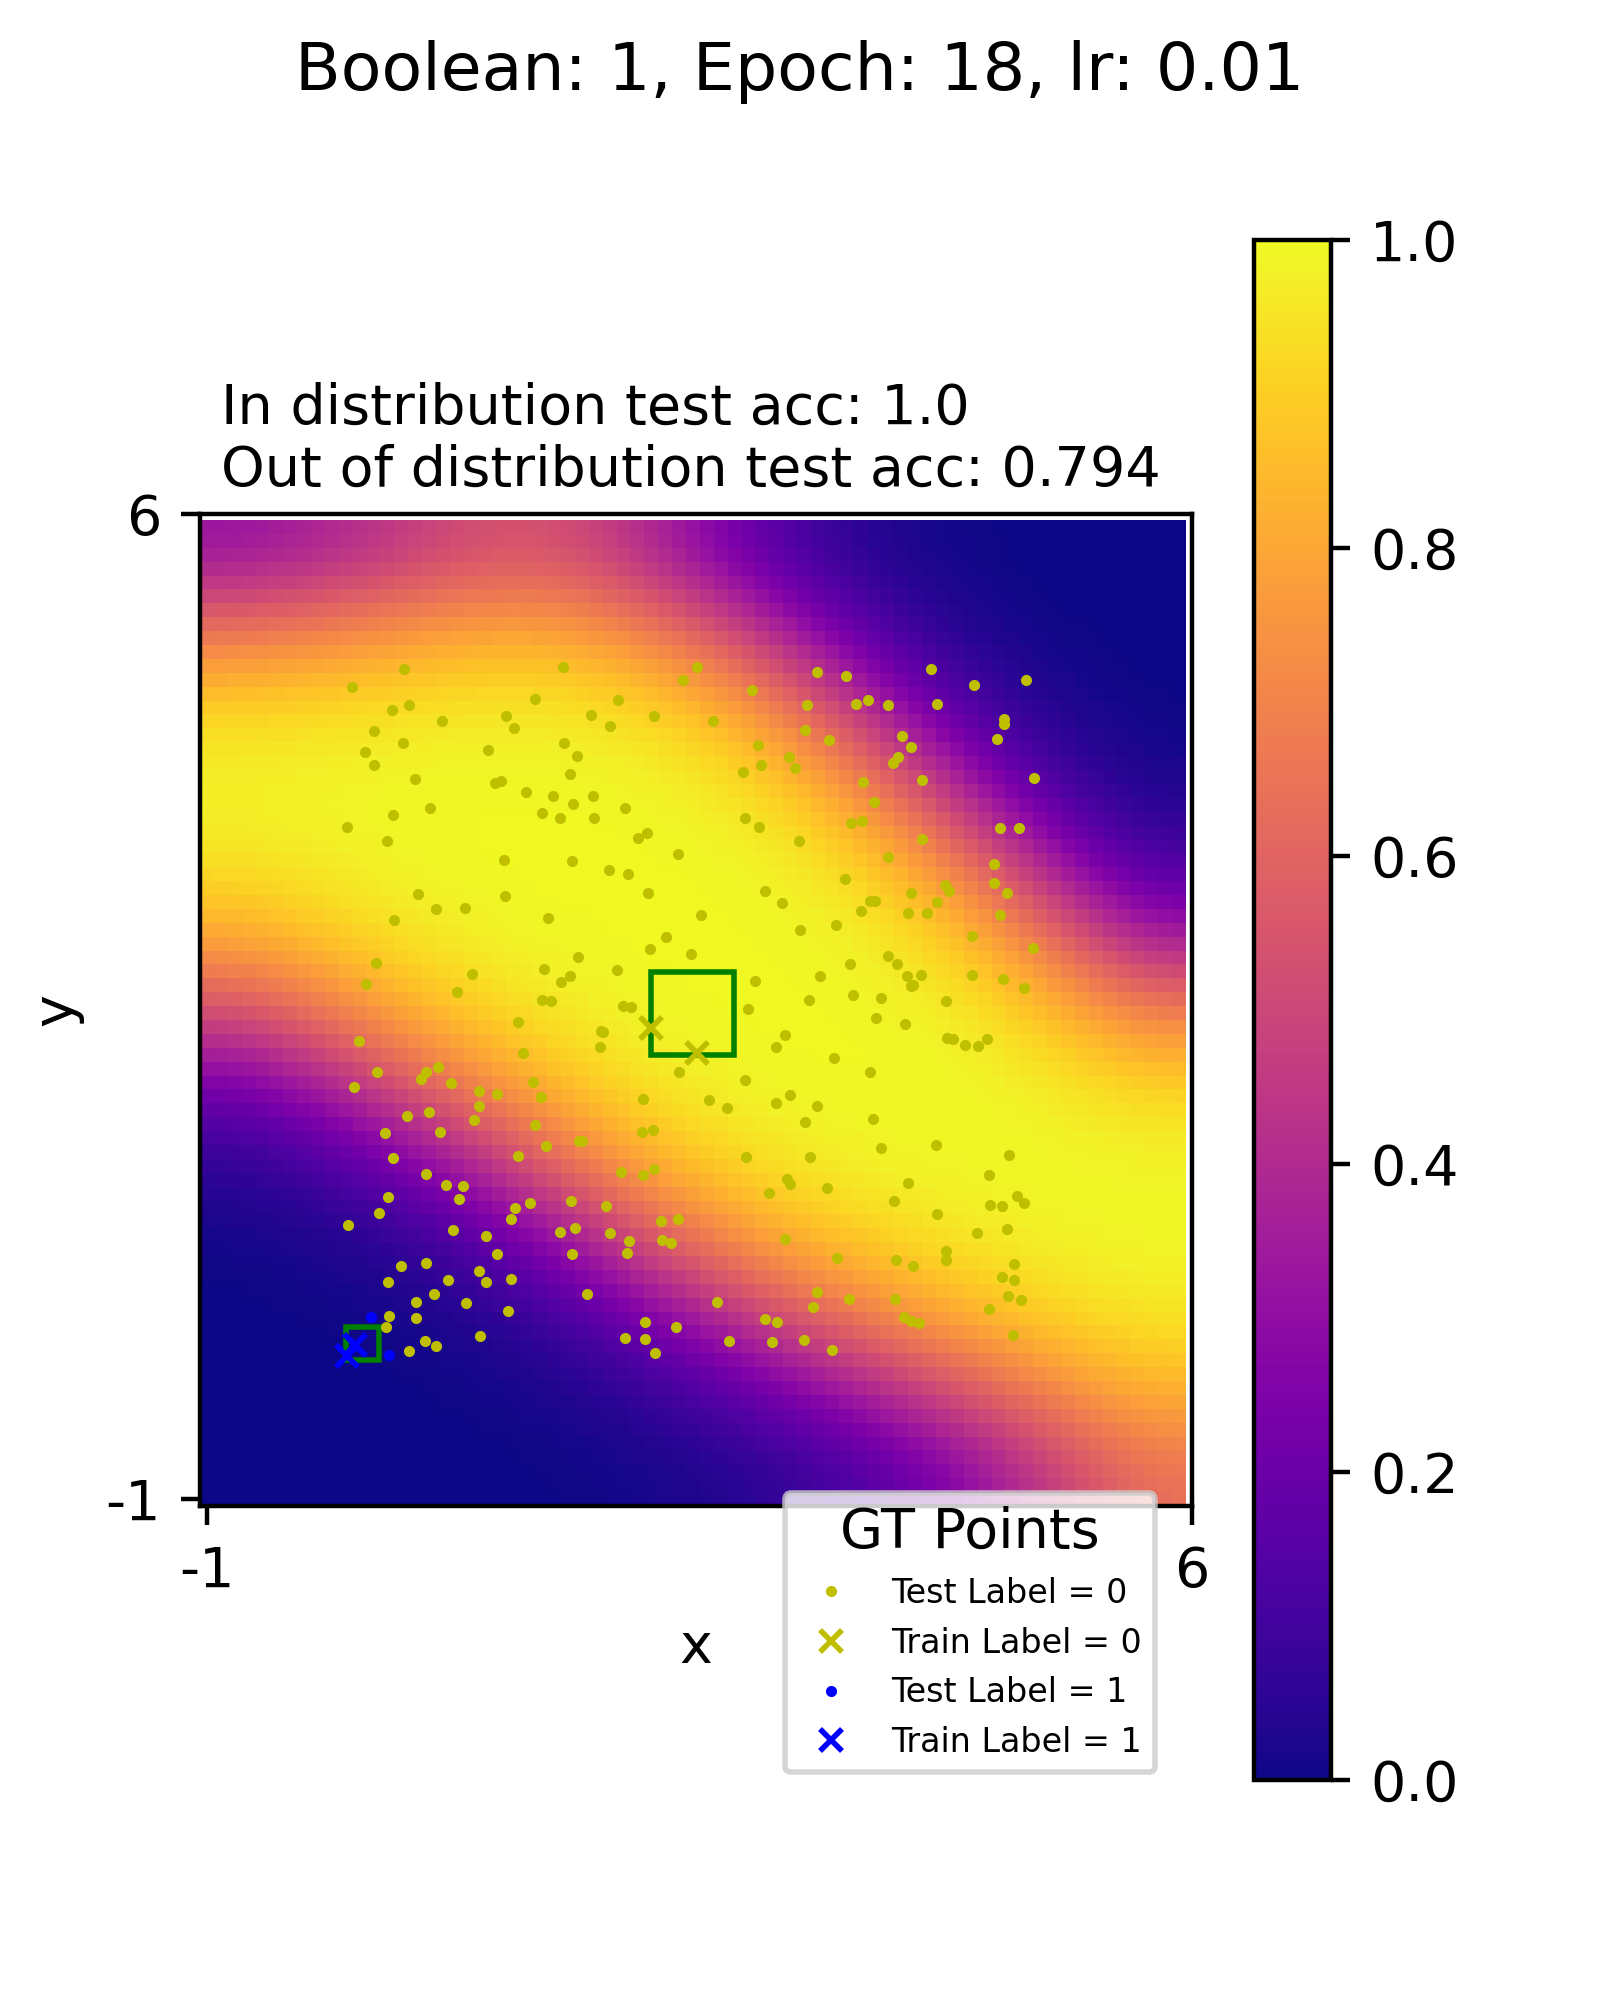 Boolean: 1, Epoch: 18, lr: 0.01
In distribution test acc: 1.0
Out of distribution test acc: 0.794
6
y
-1
-1
6
x
GT Points
Test Label = 0
Train Label = 0
Test Label = 1
Train Label = 1
1.0
0.8
0.6
0.4
0.2
0.0